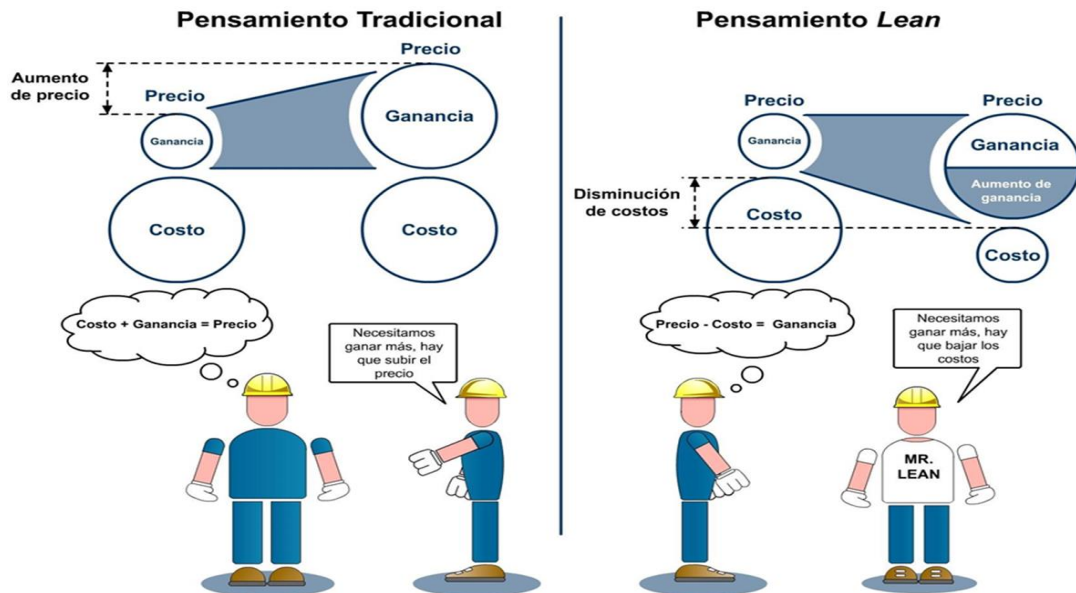 Pensamiento Tradicional
Precio
Aumento
de precio
Precio
Ganancia
Ganancia
Costo
Costo
Costo + Ganancia = Precio
Necesitamos
ganar más, hay
que subir el
precio
Pensamiento Lean
Precio
Precio
Ganancia
Ganancia
Aumento de
ganancia
Disminución
de costos
Costo
Costo
Precio - Costo = Ganancia
Necesitamos
ganar más, hay
que bajar los
costos
MR.
LEAN